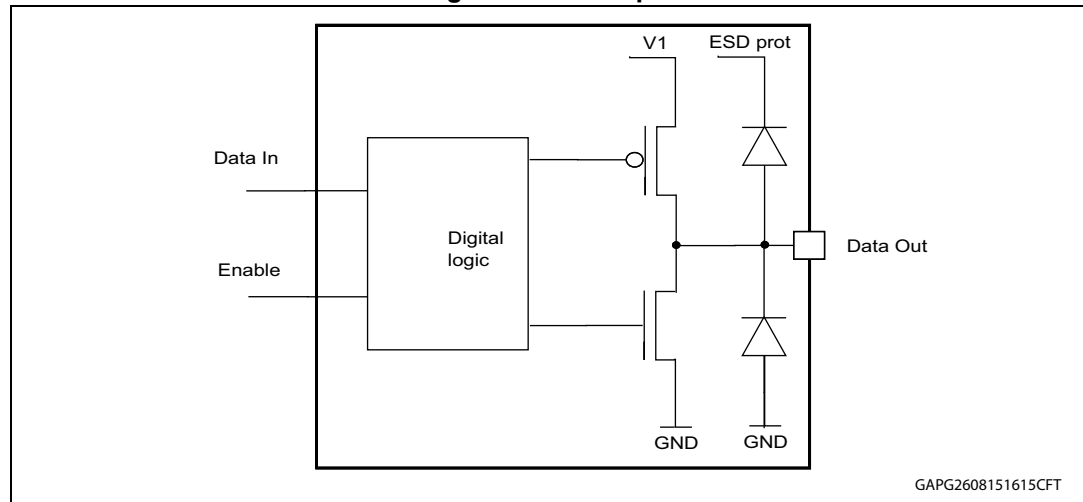 V1
ESD prot
Data In
Digital
logic
Data Out
Enable
GND
GND
GAPG2608151615CFT